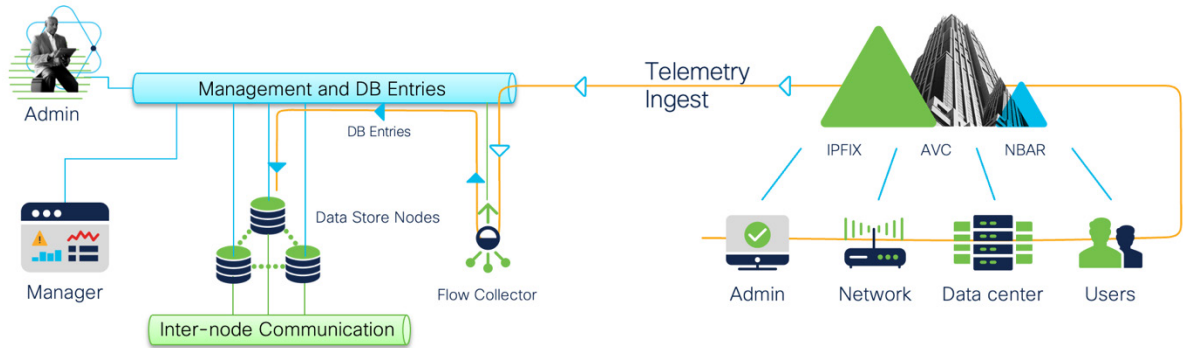 Admin
Management and DB Entries
DB Entries
Telemetry
Ingest
IPFIX
AVC
NBAR
Manager
Data Store Nodes
Flow Collector
Inter-node Communication
Admin
Network
Data center
Users